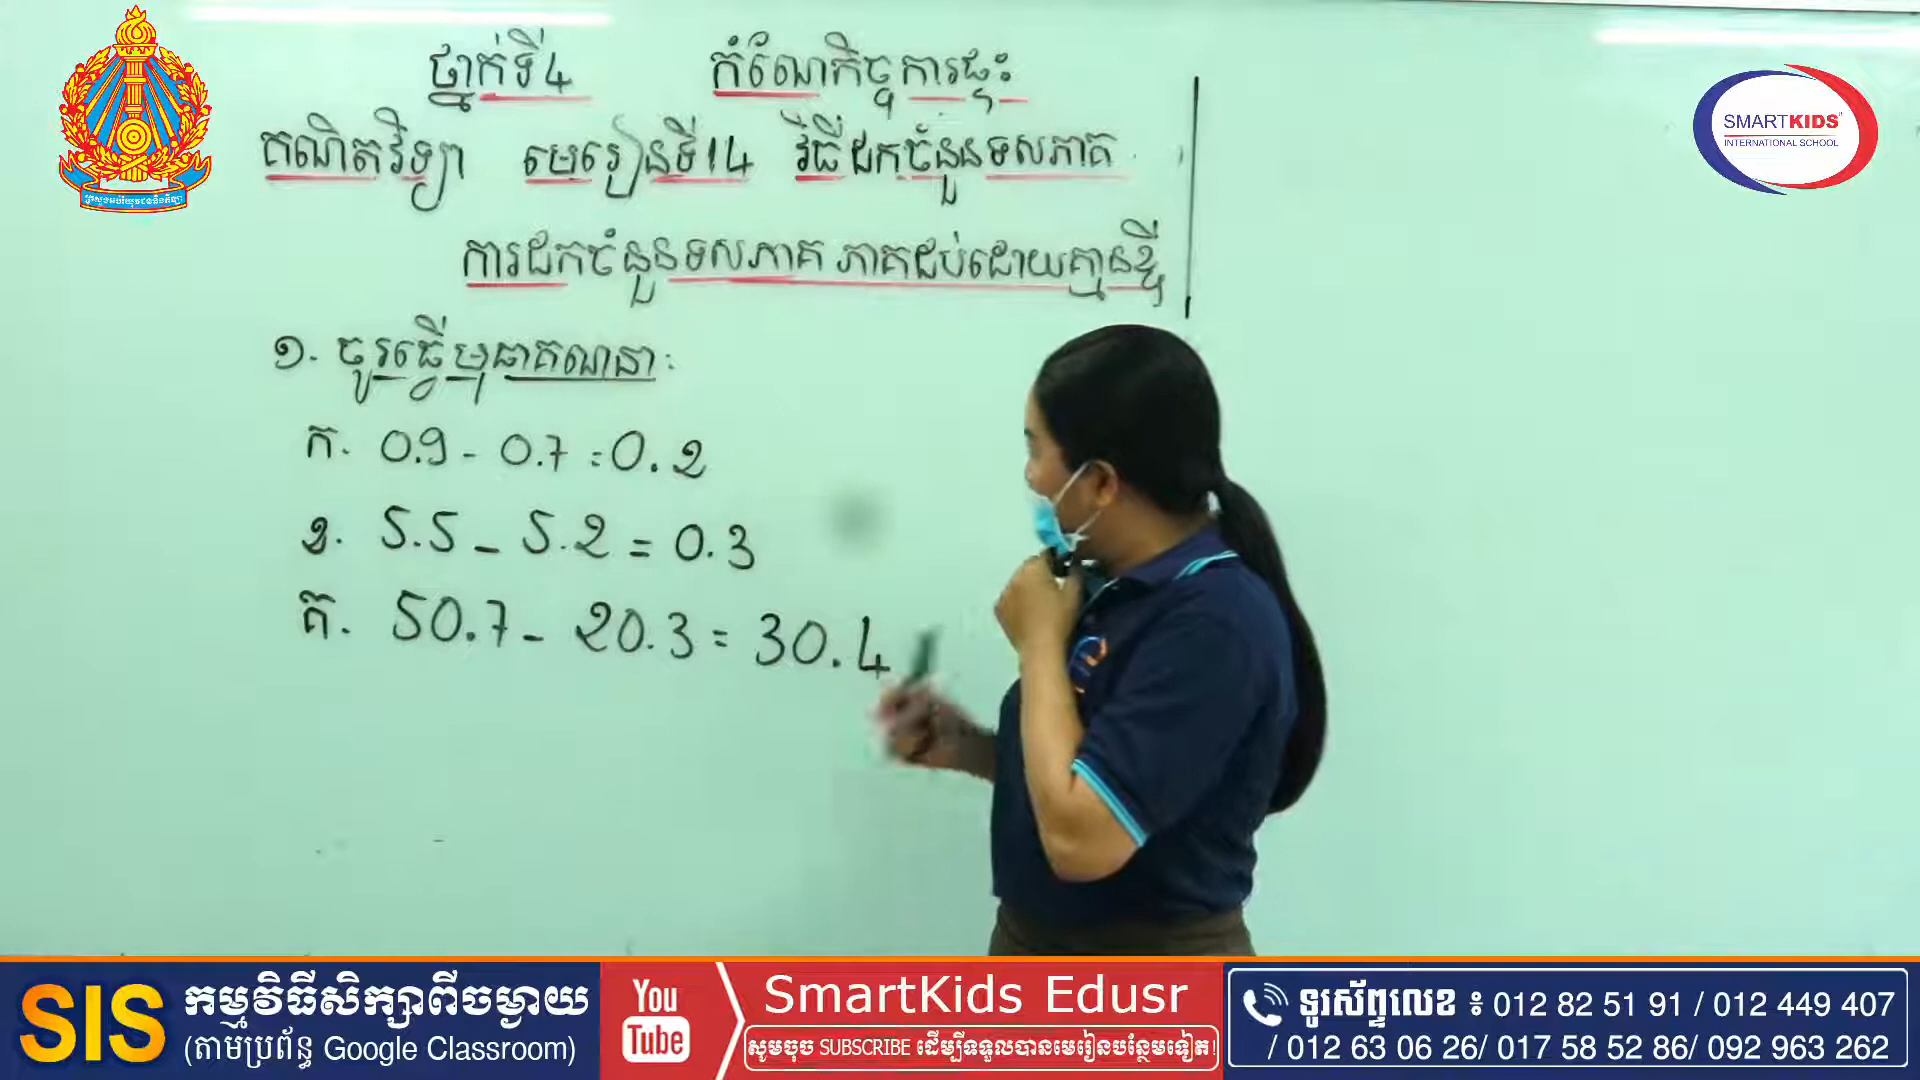 ថ្នាក់ទី4 កំណែកិច្ចការផ្ទះ
គណិតវិទ្យា មេរៀនទី14 វិធីដកចំនួនទសភាគ
ការដកចំនួនទសភាគ ភាគដប់ដោយគ្មានខ្ចី
១. ចូរធ្វើប្រមាណវិធី
ក. 0.9 - 0.7 = 0.2
ខ. 5.5 - 5.2 = 0.3
គ. 50.7 - 20.3 = 30.4
SMARTKIDS
INTERNATIONAL SCHOOL
SIS កម្មវិធីសិក្សាពីចម្ងាយ
(តាមប្រព័ន្ធ Google Classroom)
You Tube
SmartKids Edusr
សូមចុច SUBSCRIBE ដើម្បីទទួលបានមេរៀនបន្ថែមទៀត!
ទូរស័ព្ទលេខ ៖ 012 82 51 91 / 012 449 407
/ 012 63 06 26/ 017 58 52 86/ 092 963 262